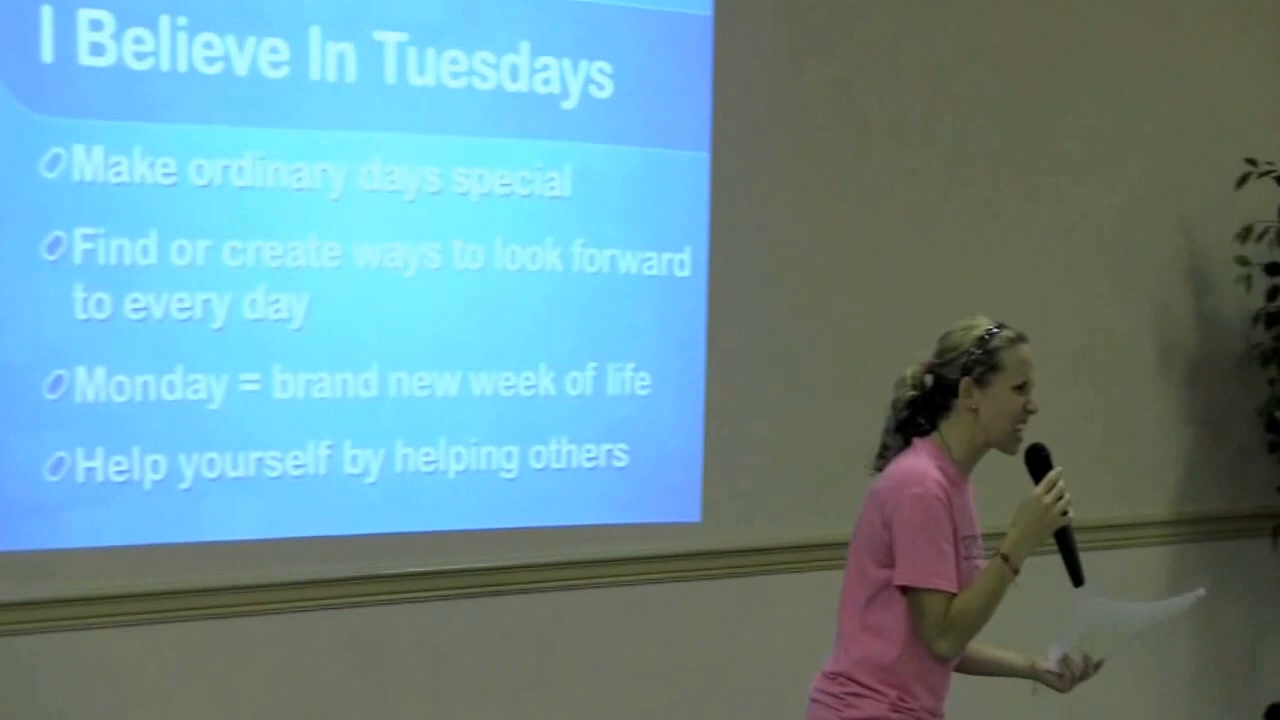 I Believe In Tuesdays
Make ordinary days special
Find or create ways to look forward
to every day
Monday = brand new week of life
Help yourself by helping others